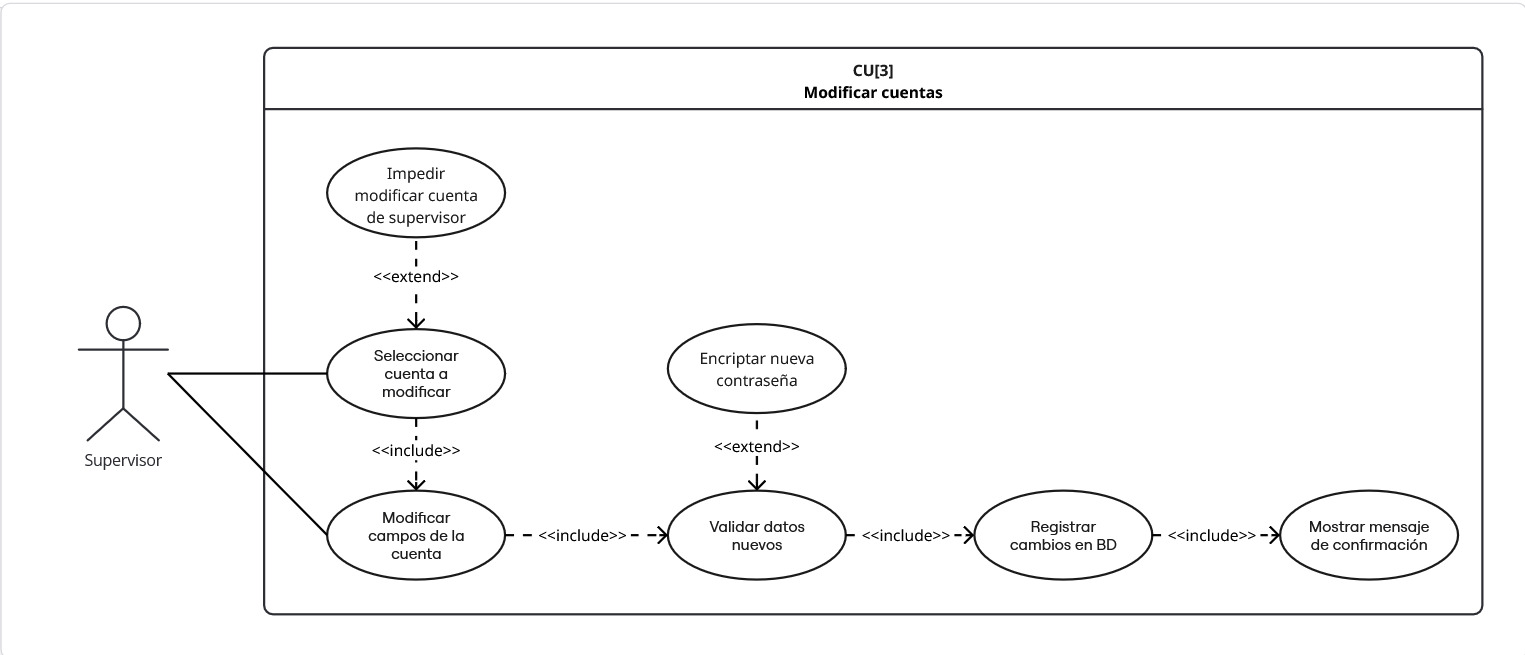 CU[3]
Modificar cuentas
Impedir
modificar cuenta
de supervisor
<<extend>>
Seleccionar
cuenta a
modificar
Encriptar nueva
contraseña
Supervisor
<<include>>
<<extend>>
Modificar
campos de la
cuenta
<<include>>
Validar datos
nuevos
<<include>>
Registrar
cambios en BD
<<include>>
Mostrar mensaje
de confirmación